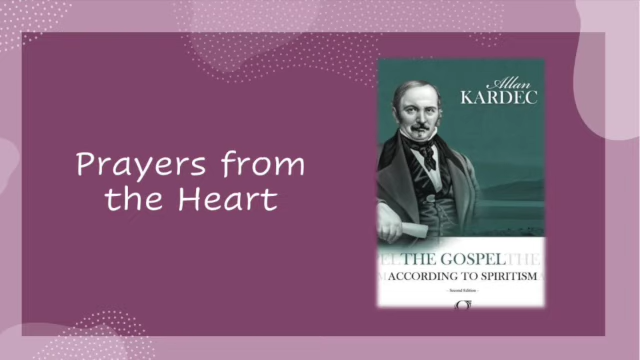 Prayers from
the Heart
Allan
KARDEC
THE GOSPEL
ACCORDING TO SPIRITISM
- Second Edition -